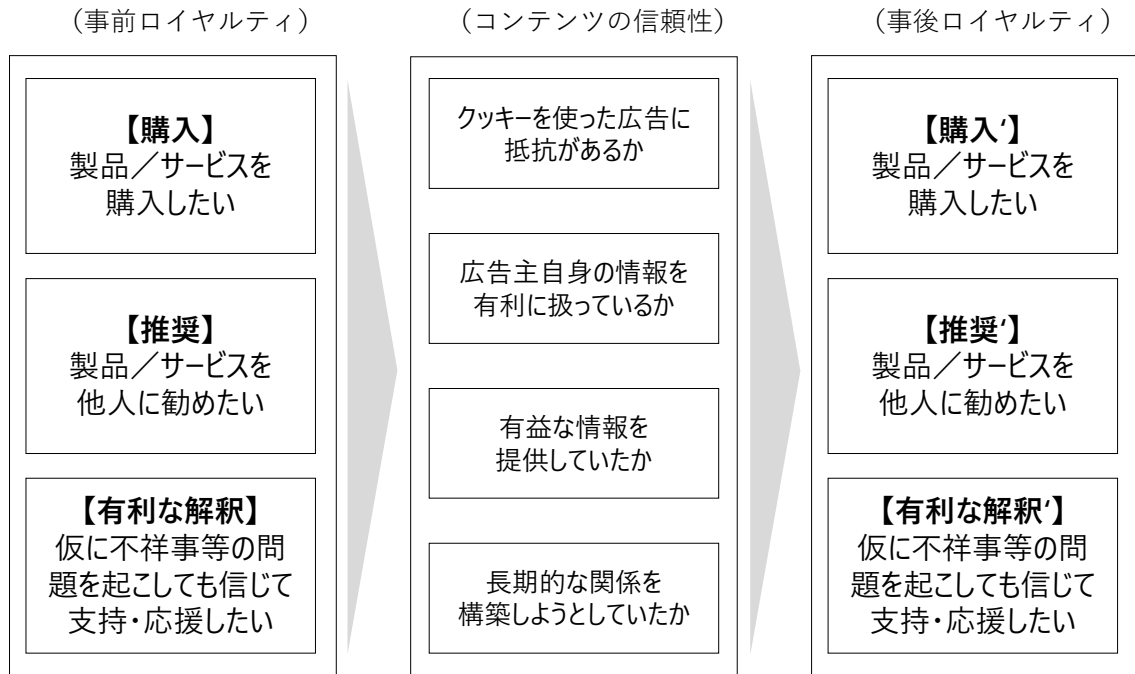 （事前ロイヤルティ）
【購入】
製品／サービスを
購入したい
【推奨】
製品／サービスを
他人に勧めたい
【有利な解釈】
仮に不祥事等の問
題を起こしても信じて
支持・応援したい
（コンテンツの信頼性）
クッキーを使った広告に
抵抗があるか
広告主自身の情報を
有利に扱っているか
有益な情報を
提供していたか
長期的な関係を
構築しようとしていたか
（事後ロイヤルティ）
【購入‘】
製品／サービスを
購入したい
【推奨‘】
製品／サービスを
他人に勧めたい
【有利な解釈‘】
仮に不祥事等の問
題を起こしても信じて
支持・応援したい